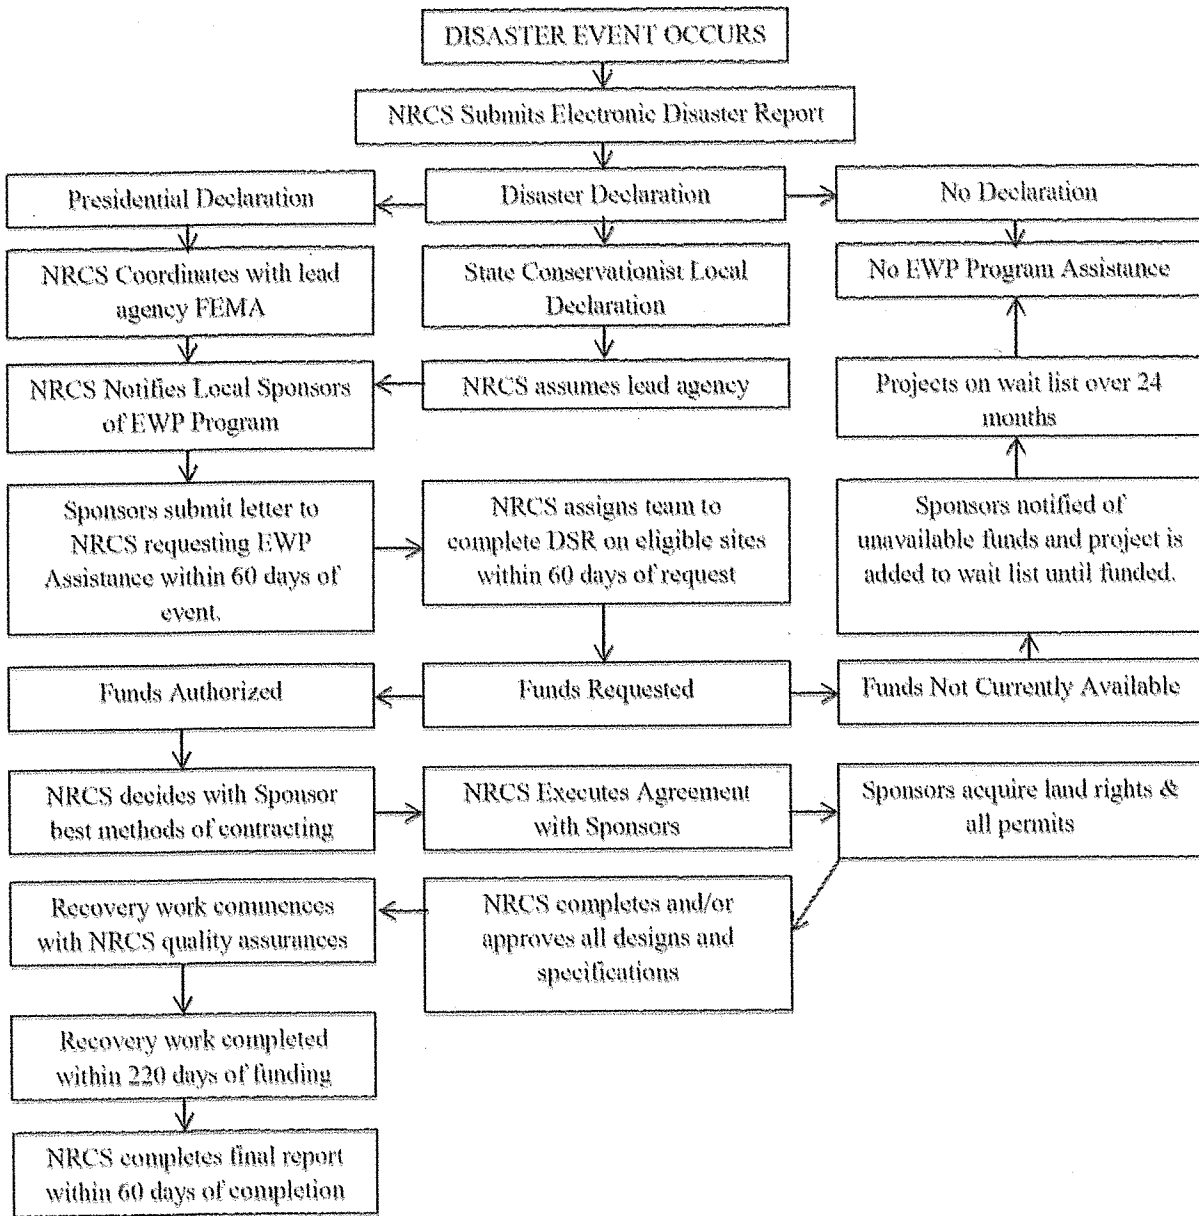 DISASTER EVENT OCCURS
NRCS Submits Electronic Disaster Report
Presidential Declaration
Disaster Declaration
No Declaration
NRCS Coordinates with lead
agency FEMA
State Conservationist Local
Declaration
No EWP Program Assistance
NRCS Notifies Local Sponsors
of EWP Program
NRCS assumes lead agency
Projects on wait list over 24
months
Sponsors submit letter to
NRCS requesting EWP
Assistance within 60 days of
event.
NRCS assigns team to
complete DSR on eligible sites
within 60 days of request
Sponsors notified of
unavailable funds and project is
added to wait list until funded.
Funds Authorized
Funds Requested
Funds Not Currently Available
NRCS decides with Sponsor
best methods of contracting
NRCS Executes Agreement
with Sponsors
Sponsors acquire land rights &
all permits
Recovery work commences
with NRCS quality assurances
NRCS completes and/or
approves all designs and
specifications
Recovery work completed
within 220 days of funding
NRCS completes final report
within 60 days of completion